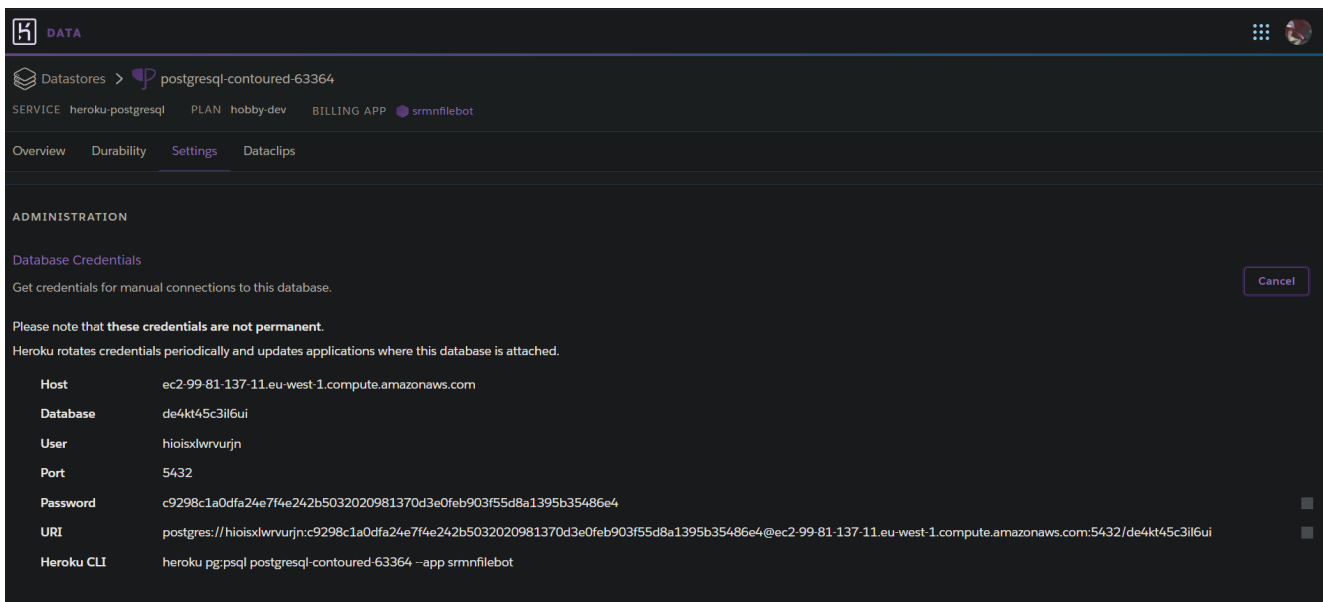 DATA
Datastores > postgresql-contoured-63364
SERVICE heroku-postgresql PLAN hobby-dev BILLING APP srmnfilebot
Overview Durability Settings Dataclips
ADMINISTRATION
Database Credentials
Get credentials for manual connections to this database.
Cancel
Please note that these credentials are not permanent.
Heroku rotates credentials periodically and updates applications where this database is attached.
Host ec2-99-81-137-11.eu-west-1.compute.amazonaws.com
Database de4kt45c3il6ui
User hioisxlwrvurjn
Port 5432
Password c9298c1a0dfa24e7f4e242b5032020981370d3e0feb903f55d8a1395b35486e4
URI postgres://hioisxlwrvurjn:c9298c1a0dfa24e7f4e242b5032020981370d3e0feb903f55d8a1395b35486e4@ec2-99-81-137-11.eu-west-1.compute.amazonaws.com:5432/de4kt45c3il6ui
Heroku CLI heroku pg:psql postgresql-contoured-63364 --app srmnfilebot